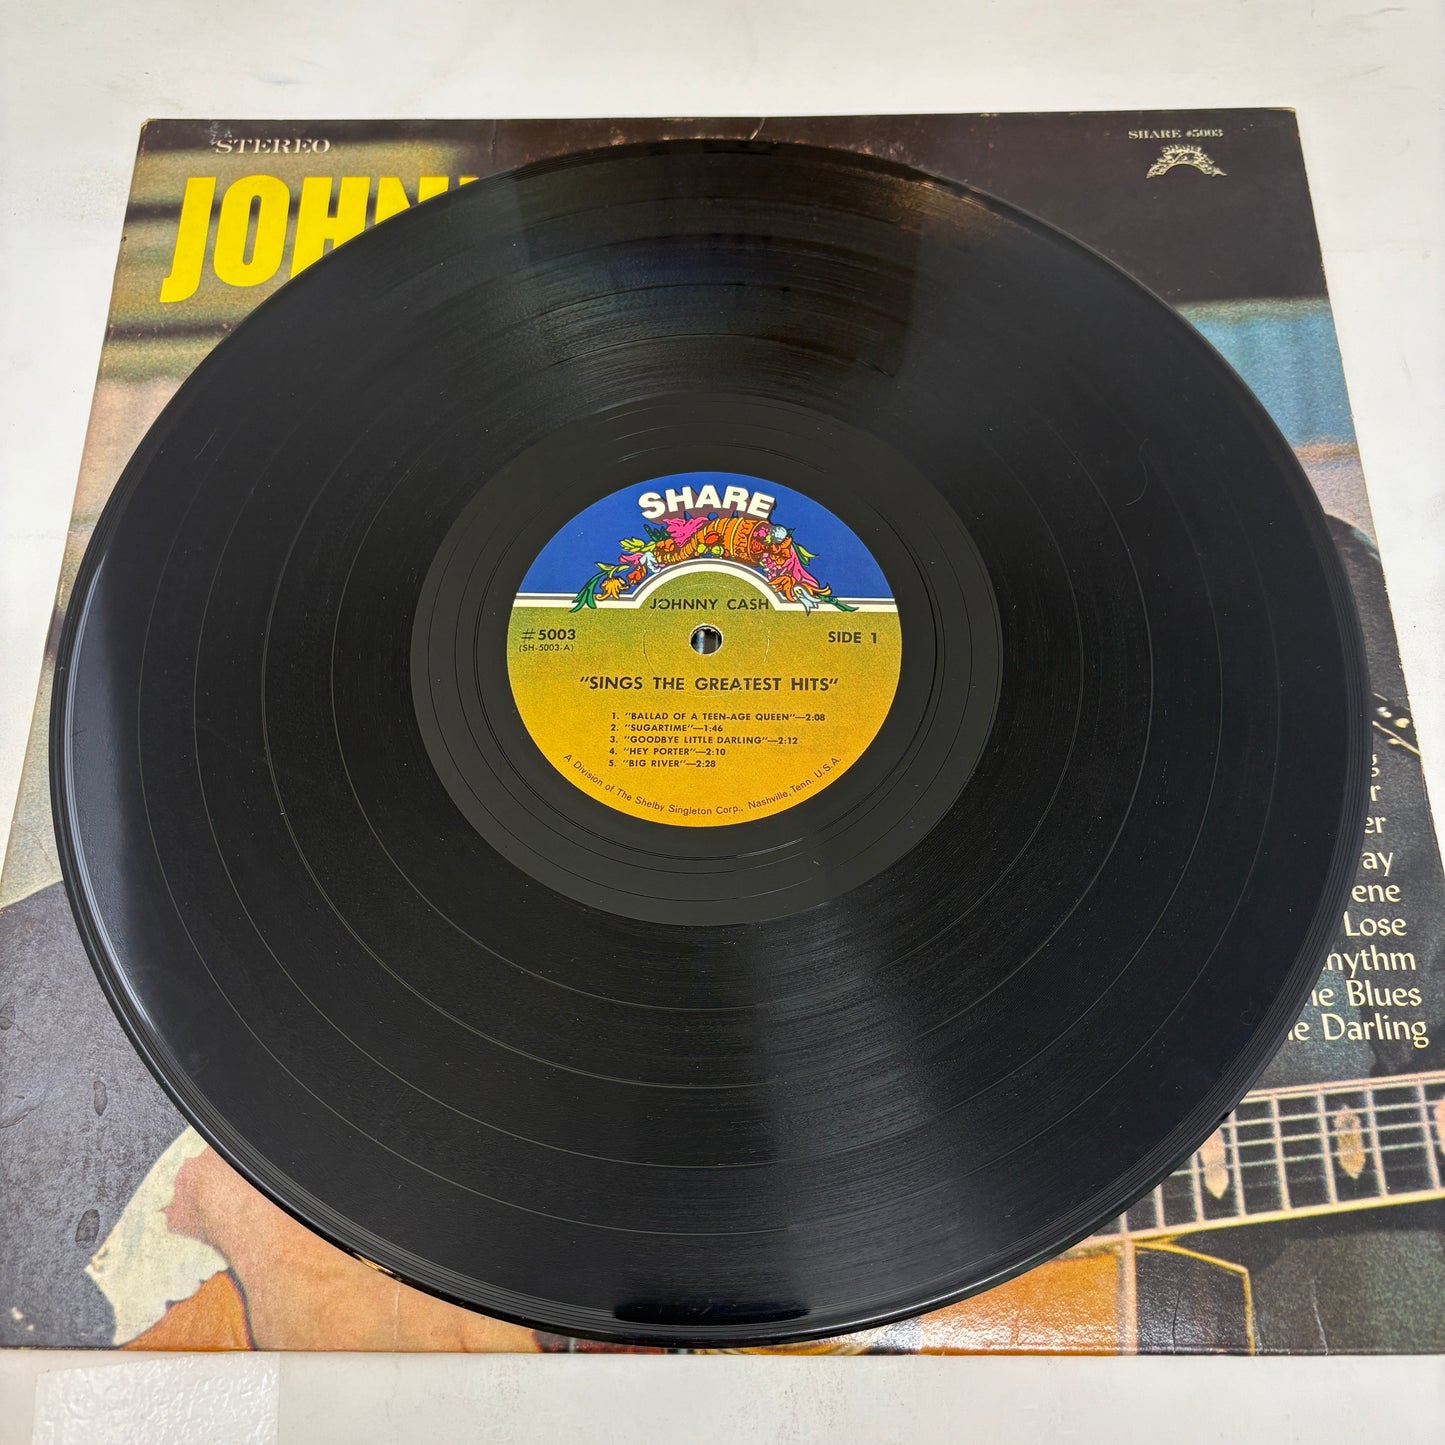 STEREO
SHARE #5003
SHARE
JOHN
SHARE
JOHNNY CASH
#5003
(SH-5003-A)
SIDE 1
"SINGS THE GREATEST HITS"
1. "BALLAD OF A TEEN-AGE QUEEN"—2:08
2. "SUGARTIME"—1:46
3. "GOODBYE LITTLE DARLING"—2:12
4. "HEY PORTER"—2:10
5. "BIG RIVER"—2:28
A Division of The Shelby Singleton Corp., Nashville, Tenn. U.S.A.
g
r
er
ay
ene
Lose
hythm
he Blues
le Darling